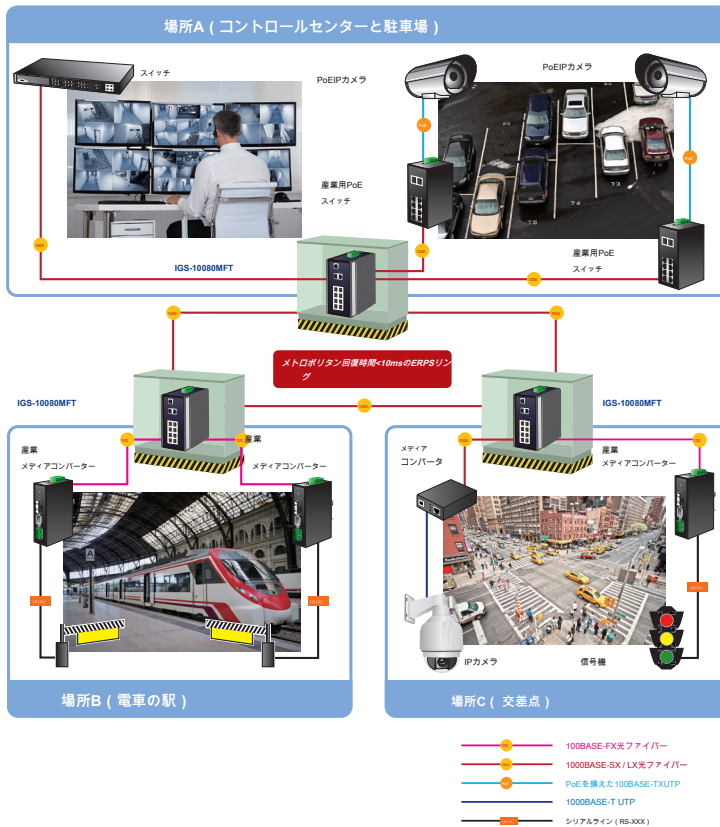 場所A ( コントロールセンターと駐車場 )
スイッチ
PoEIPカメラ
PoEIPカメラ
産業用PoE
スイッチ
産業用PoE
スイッチ
IGS-10080MFT
メトロポリタン回復時間<10msのERPSリン
グ
IGS-10080MFT
IGS-10080MFT
産業
メディアコンバーター
産業
メディアコンバーター
メディア
コンバータ
産業
メディアコンバーター
IPカメラ
信号機
場所B ( 電車の駅 )
場所C ( 交差点 )
100BASE-FX光ファイバー
1000BASE-SX / LX光ファイバー
PoEを備えた100BASE-TXUTP
1000BASE-T UTP
シリアルライン ( RS-XXX )